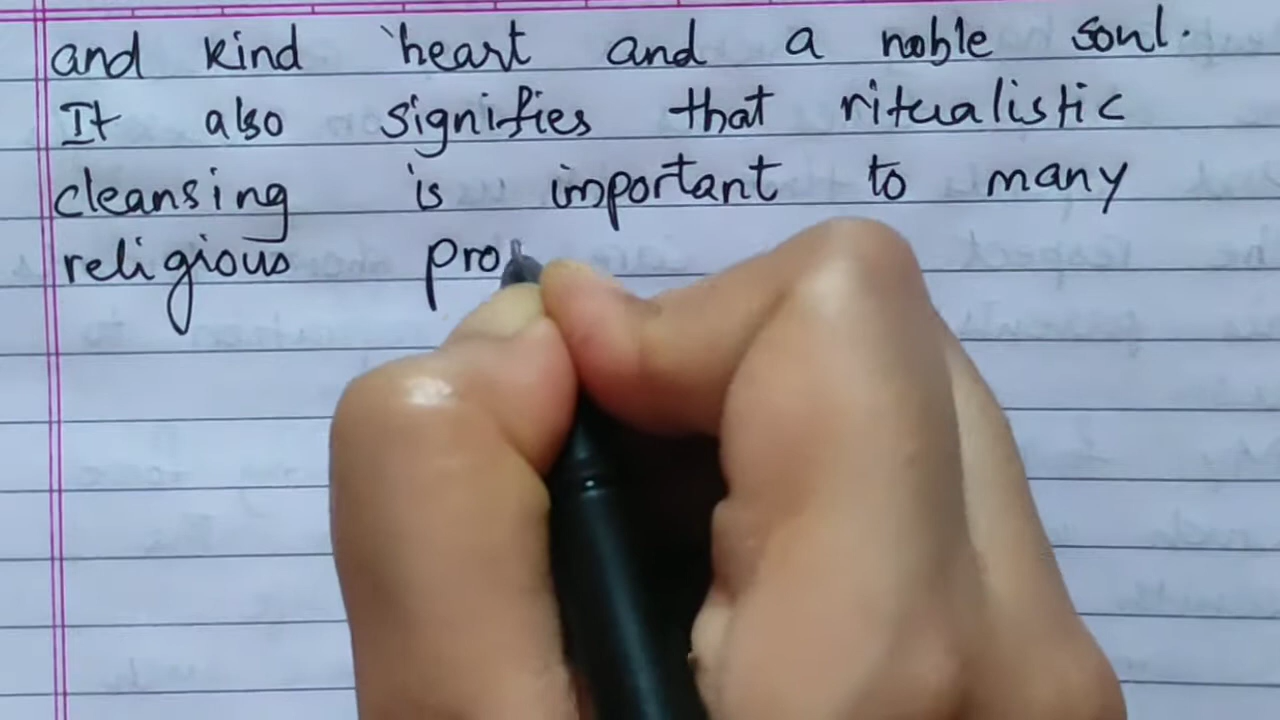 and kind heart and a noble soul.
It also signifies that ritualistic
cleansing is important to many
religious pro